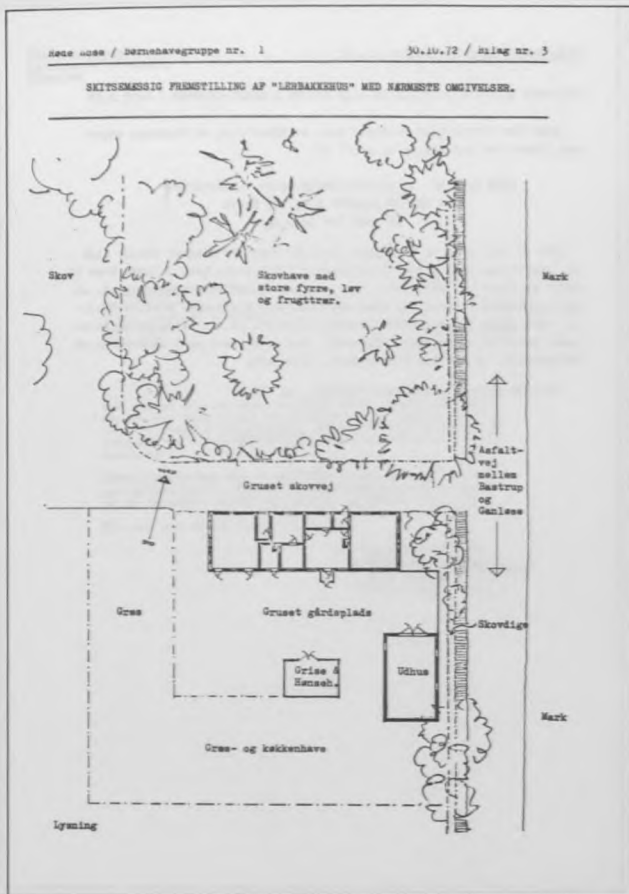 Røde Rose / Børnehavegruppe nr. 1
30.10.72 / Bilag nr. 3
SKITSEMÆSSIG FREMSTILLING AF "LERBAKKEHUS" MED NÆRMESTE OMGIVELSER.
Skov
Skovhave med
store fyrre, løv
og frugttrær.
Mark
Asfalt-
vej
mellem
Bastrup
og
Ganløse
Gruset skovvej
Græs
Gruset gårdsplads
Skovdige
Grise &
Hønseh.
Udhus
Mark
Græs- og køkkenhave
Lysning